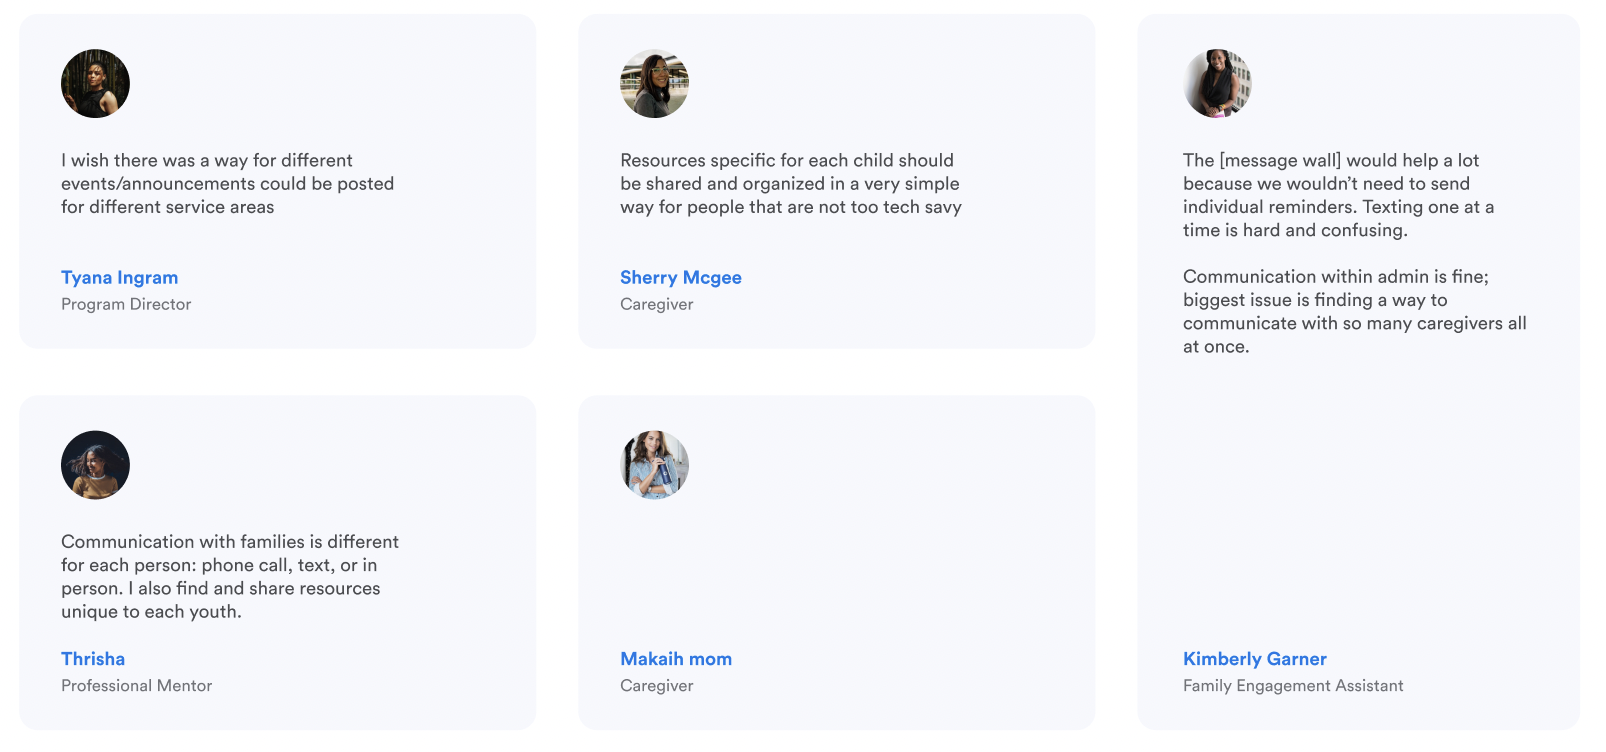 I wish there was a way for different
events/announcements could be posted
for different service areas
Tyana Ingram
Program Director
Resources specific for each child should
be shared and organized in a very simple
way for people that are not too tech savy
Sherry Mcgee
Caregiver
The [message wall] would help a lot
because we wouldn’t need to send
individual reminders. Texting one at a
time is hard and confusing.
Communication within admin is fine;
biggest issue is finding a way to
communicate with so many caregivers all
at once.
Kimberly Garner
Family Engagement Assistant
Communication with families is different
for each person: phone call, text, or in
person. I also find and share resources
unique to each youth.
Thrisha
Professional Mentor
Makaih mom
Caregiver